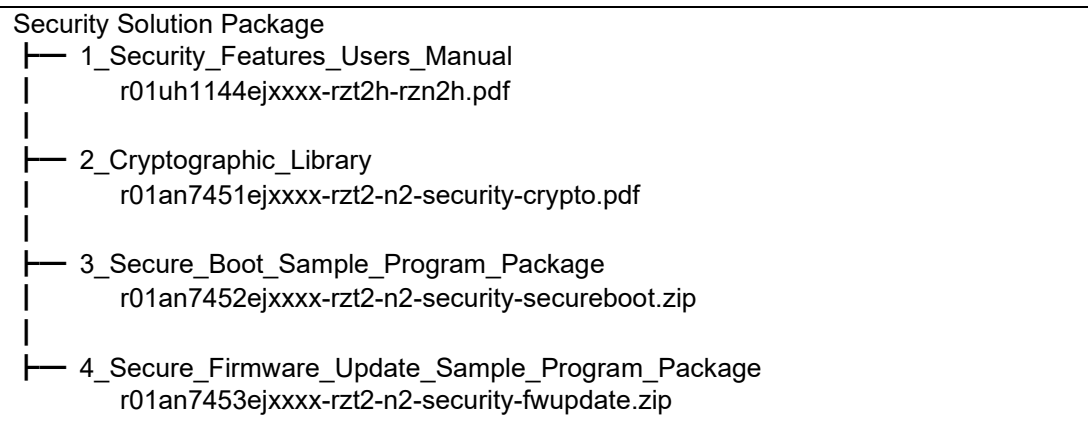 Security Solution Package
1_Security_Features_Users_Manual
r01uh1144ejxxxx-rzt2h-rzn2h.pdf
2_Cryptographic_Library
r01an7451ejxxxx-rzt2-n2-security-crypto.pdf
3_Secure_Boot_Sample_Program_Package
r01an7452ejxxxx-rzt2-n2-security-secureboot.zip
4_Secure_Firmware_Update_Sample_Program_Package
r01an7453ejxxxx-rzt2-n2-security-fwupdate.zip